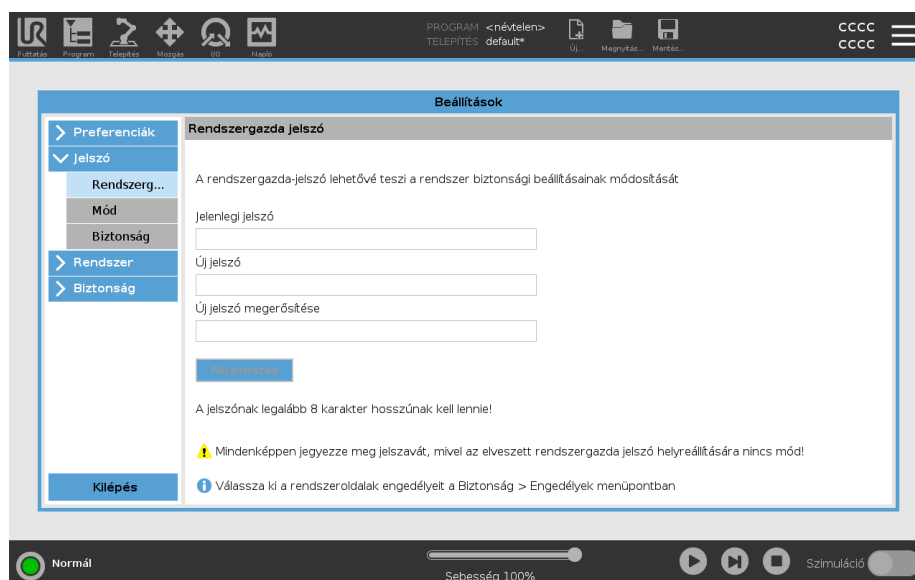 PROGRAM <névtelen>
TELEPÍTÉS default*
CCCC
CCCC
Futtatás Program Telepítés Mozgás I/O Napló Új... Megnyitás... Mentés...
Beállítások
Preferenciák
Jelszó
Rendszerg...
Mód
Biztonság
Rendszer
Biztonság
Kilépés
Rendszergazda jelszó
A rendszergazda-jelszó lehetővé teszi a rendszer biztonsági beállításainak módosítását
Jelenlegi jelszó
Új jelszó
Új jelszó megerősítése
Alkalmazás
A jelszónak legalább 8 karakter hosszúnak kell lennie!
Mindenképpen jegyezze meg jelszavát, mivel az elveszett rendszergazda jelszó helyreállítására nincs mód!
Válassza ki a rendszeroldalak engedélyeit a Biztonság > Engedélyek menüpontban
Normál
Sebesség 100%
Szimuláció